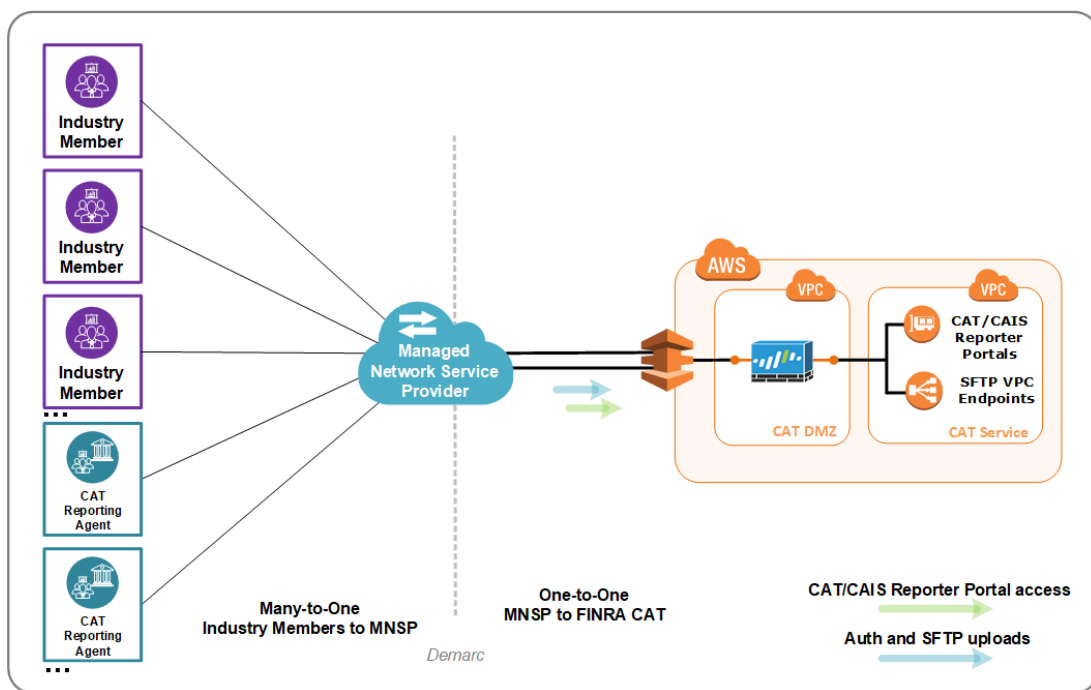 Industry
Member
Industry
Member
Industry
Member
...
CAT
Reporting
Agent
CAT
Reporting
Agent
...
Managed
Network Service
Provider
Many-to-One
Industry Members to MNSP
Demarc
One-to-One
MNSP to FINRA CAT
AWS
VPC
CAT DMZ
VPC
CAT/CAIS
Reporter
Portals
SFTP VPC
Endpoints
CAT Service
CAT/CAIS Reporter Portal access
Auth and SFTP uploads